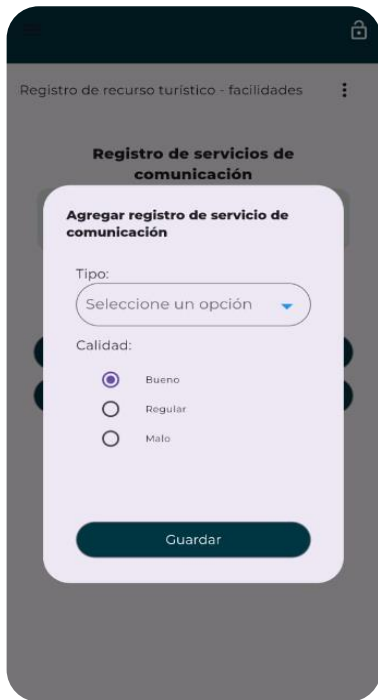 Registro de recurso turístico - facilidades
Registro de servicios de
comunicación
Agregar registro de servicio de
comunicación
Tipo:
Seleccione un opción
Calidad:
Bueno
Regular
Malo
Guardar